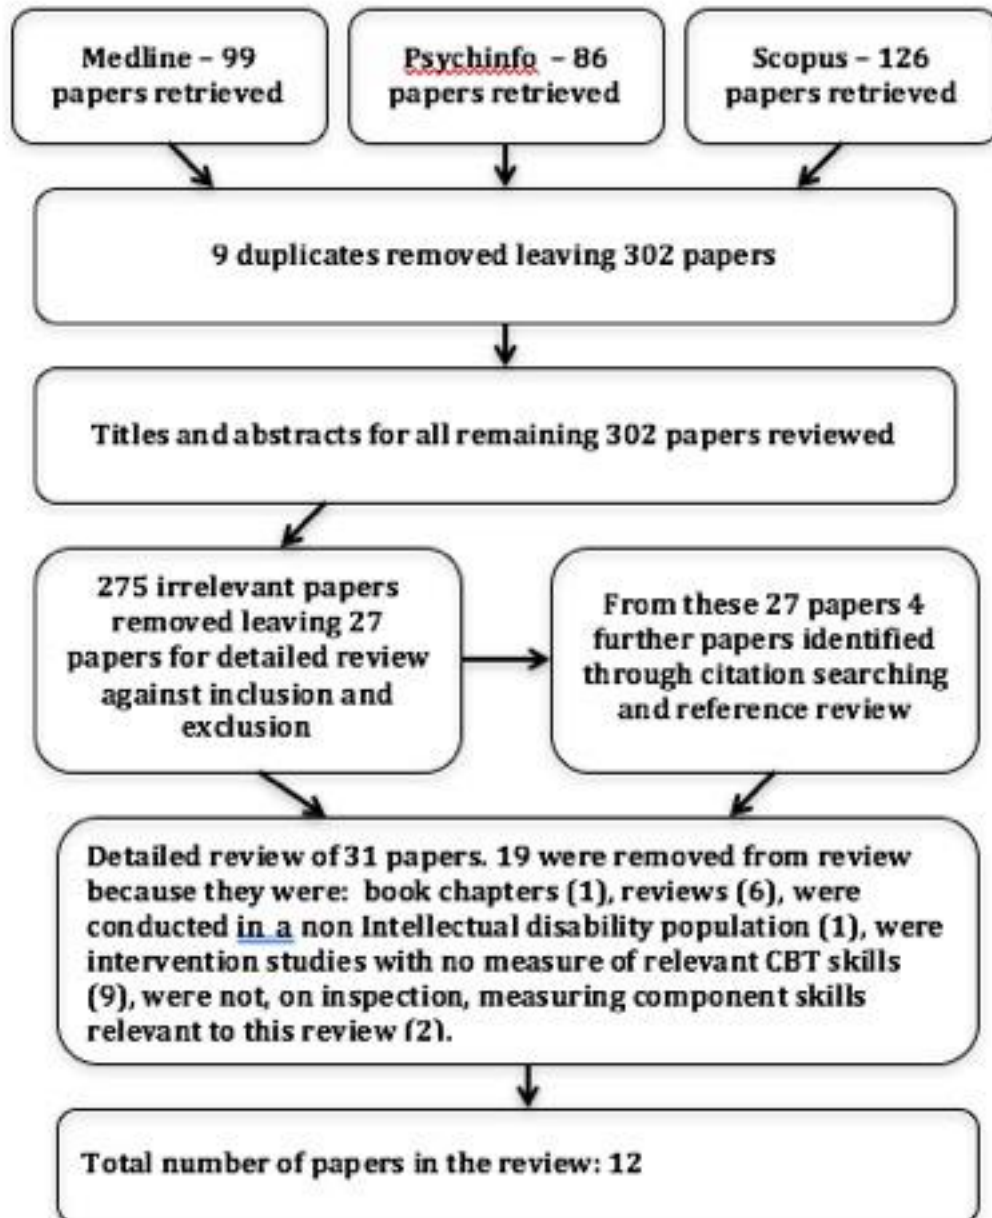 Medline – 99
papers retrieved
Psychinfo – 86
papers retrieved
Scopus – 126
papers retrieved
9 duplicates removed leaving 302 papers
Titles and abstracts for all remaining 302 papers reviewed
275 irrelevant papers
removed leaving 27
papers for detailed review
against inclusion and
exclusion
From these 27 papers 4
further papers identified
through citation searching
and reference review
Detailed review of 31 papers. 19 were removed from review
because they were: book chapters (1), reviews (6), were
conducted in a non Intellectual disability population (1), were
intervention studies with no measure of relevant CBT skills
(9), were not, on inspection, measuring component skills
relevant to this review (2).
Total number of papers in the review: 12